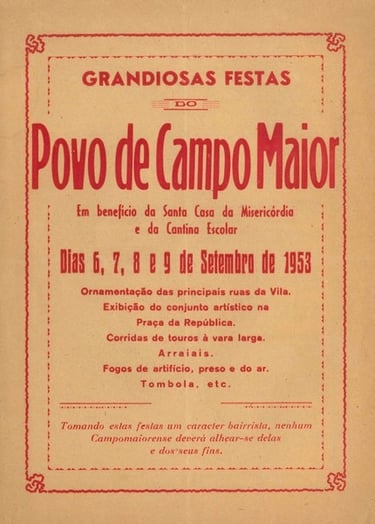 GRANDIOSAS FESTAS
DO
Povo de Campo Maior
Em benefício da Santa Casa da Misericórdia
e da Cantina Escolar
Dias 6, 7, 8 e 9 de Setembro de 1953
Ornamentação das principais ruas da Vila.
Exibição do conjunto artístico na
Praça da República.
Corridas de touros à vara larga.
Arraiais.
Fogos de artifício, preso e do ar.
Tombola, etc.
Tomando estas festas um caracter bairrista, nenhum
Campomaiorense deverá alhear-se delas
e dos seus fins.